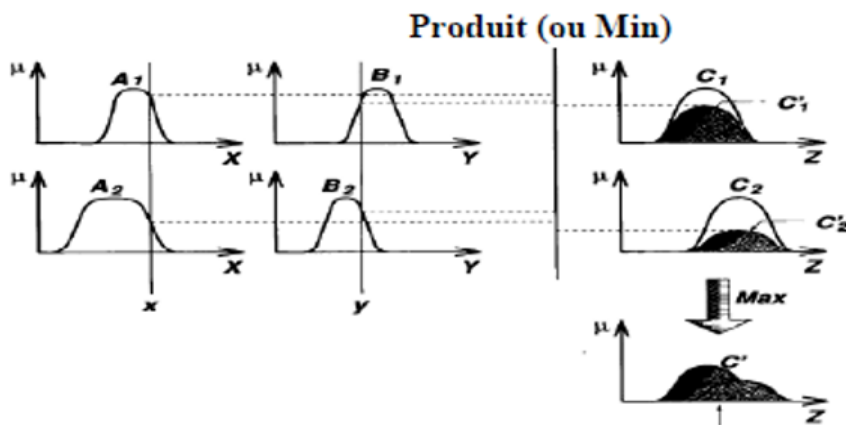 Produit (ou Min)
μ A1 X
μ B1 Y
μ C1 C'1 Z
μ A2 X
μ B2 Y
μ C2 C'2 Z
x y
Max
μ C' Z